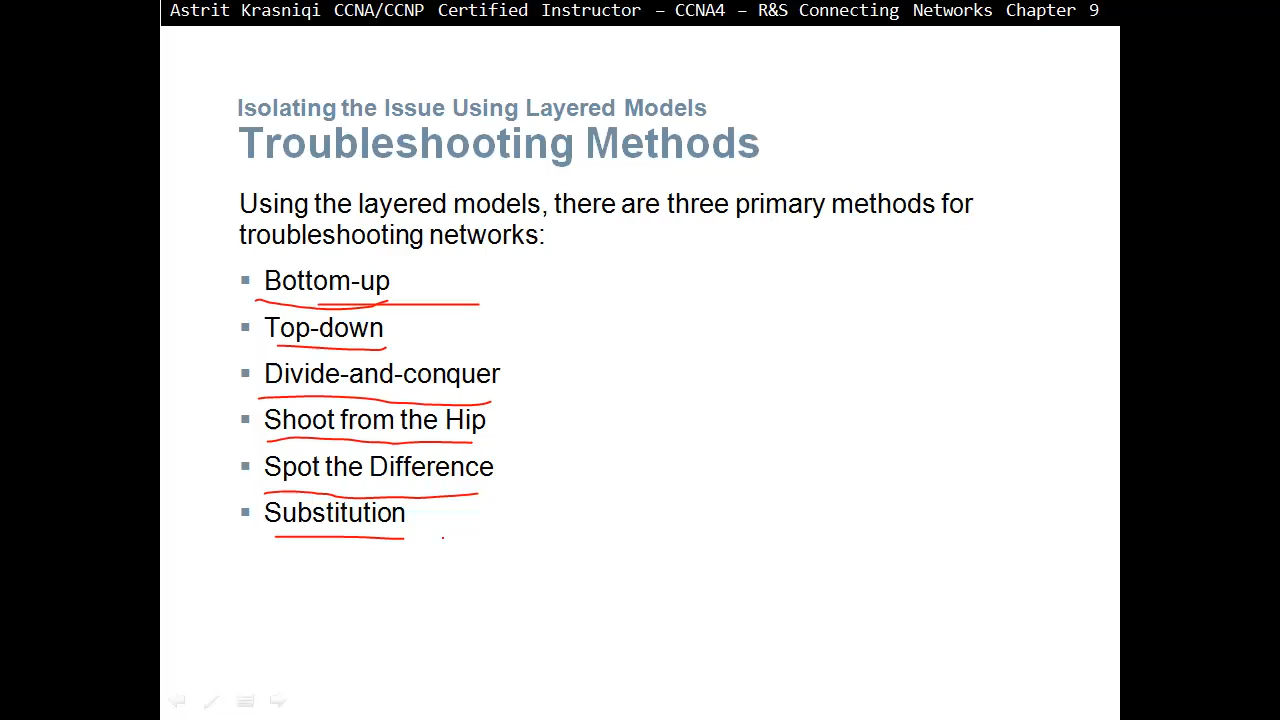 Astrit Krasniqi CCNA/CCNP Certified Instructor – CCNA4 – R&S Connecting Networks Chapter 9
Isolating the Issue Using Layered Models
Troubleshooting Methods
Using the layered models, there are three primary methods for
troubleshooting networks:
Bottom-up
Top-down
Divide-and-conquer
Shoot from the Hip
Spot the Difference
Substitution